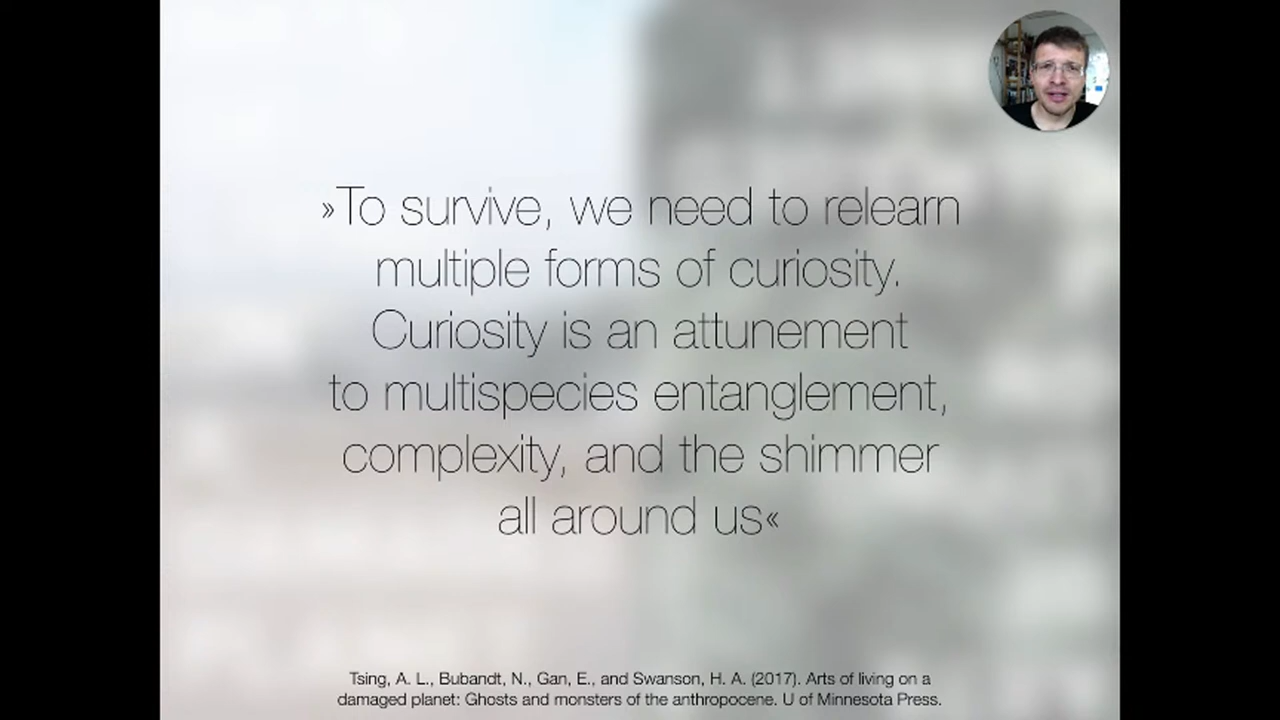 »To survive, we need to relearn
multiple forms of curiosity.
Curiosity is an attunement
to multispecies entanglement,
complexity, and the shimmer
all around us«
Tsing, A. L., Bubandt, N., Gan, E., and Swanson, H. A. (2017). Arts of living on a
damaged planet: Ghosts and monsters of the anthropocene. U of Minnesota Press.